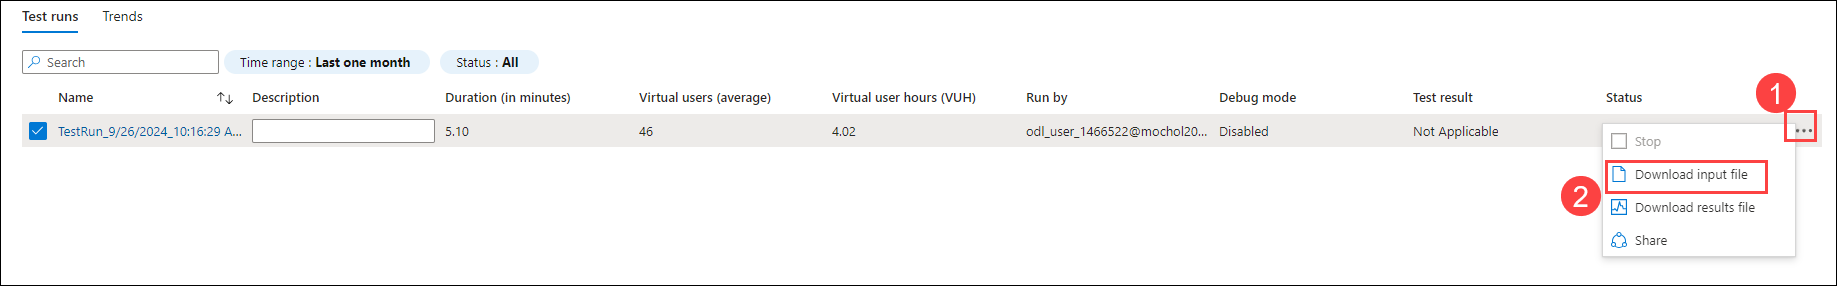 Test runs Trends
Search Time range : Last one month Status : All
Name Description Duration (in minutes) Virtual users (average) Virtual user hours (VUH) Run by Debug mode Test result Status 1
TestRun_9/26/2024_10:16:29 A... 5.10 46 4.02 odl_user_1466522@mochol20... Disabled Not Applicable ...
Stop
Download input file
2
Download results file
Share